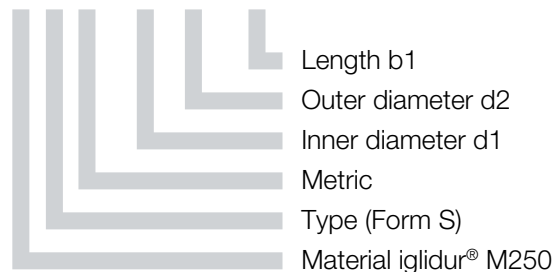 Length b1
Outer diameter d2
Inner diameter d1
Metric
Type (Form S)
Material iglidur® M250